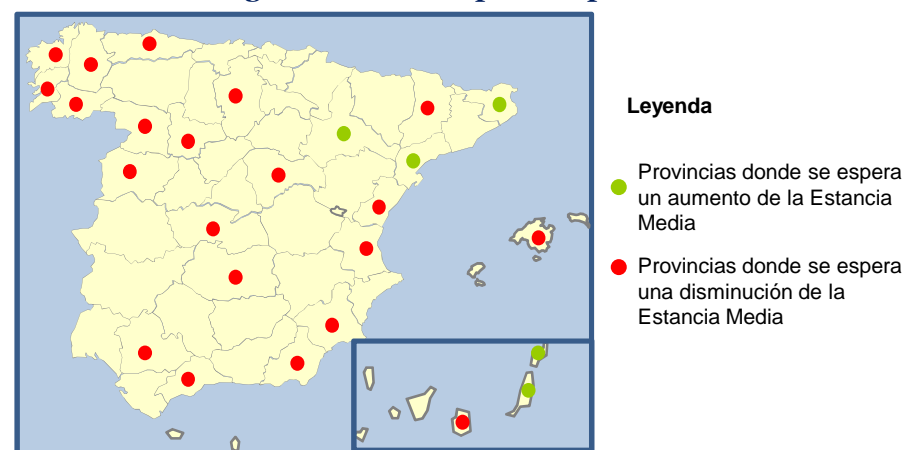 Leyenda
Provincias donde se espera
un aumento de la Estancia
Media
Provincias donde se espera
una disminución de la
Estancia Media